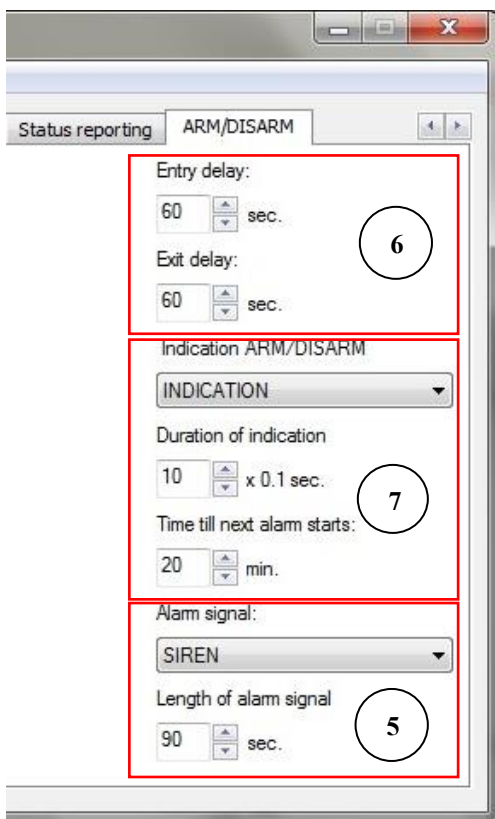 Status reporting ARM/DISARM
Entry delay:
60 sec.
6
Exit delay:
60 sec.
Indication ARM/DISARM
INDICATION
Duration of indication
10 x 0.1 sec.
7
Time till next alarm starts:
20 min.
Alarm signal:
SIREN
Length of alarm signal
5
90 sec.